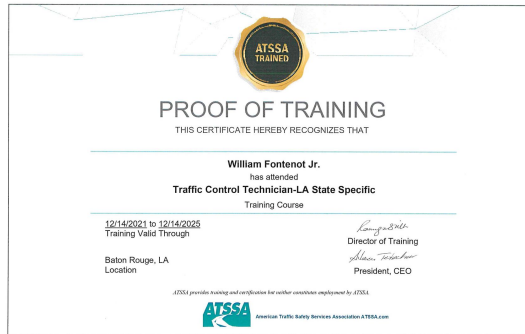 ATSSA
TRAINED
PROOF OF TRAINING
THIS CERTIFICATE HEREBY RECOGNIZES THAT
William Fontenot Jr.
has attended
Traffic Control Technician-LA State Specific
Training Course
12/14/2021 to 12/14/2025
Training Valid Through
Director of Training
Baton Rouge, LA
Location
President, CEO
ATSSA provides training and certification but neither constitutes employment by ATSSA.
ATSSA
American Traffic Safety Services Association ATSSA.com